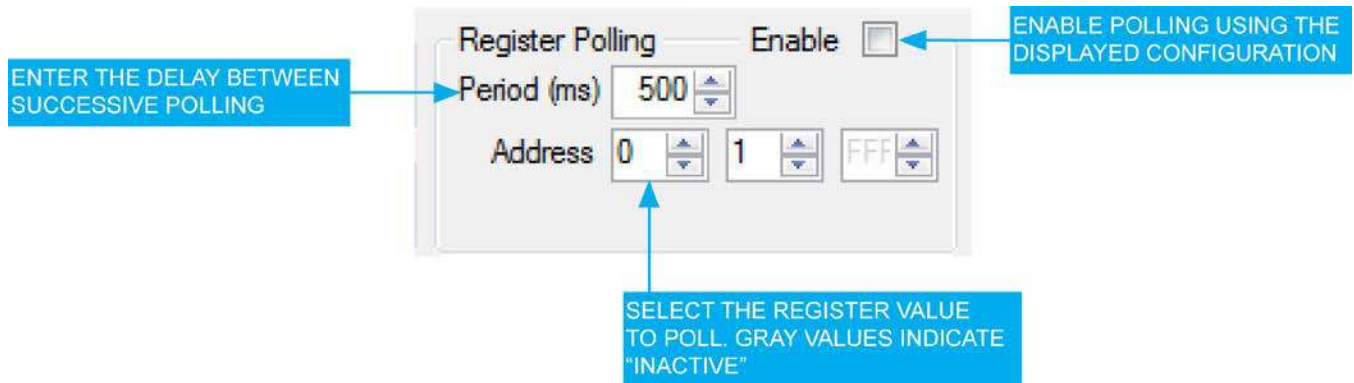 Register Polling
Enable
ENABLE POLLING USING THE
DISPLAYED CONFIGURATION
ENTER THE DELAY BETWEEN
SUCCESSIVE POLLING
Period (ms)
500
Address
0
1
FFF
SELECT THE REGISTER VALUE
TO POLL. GRAY VALUES INDICATE
“INACTIVE”